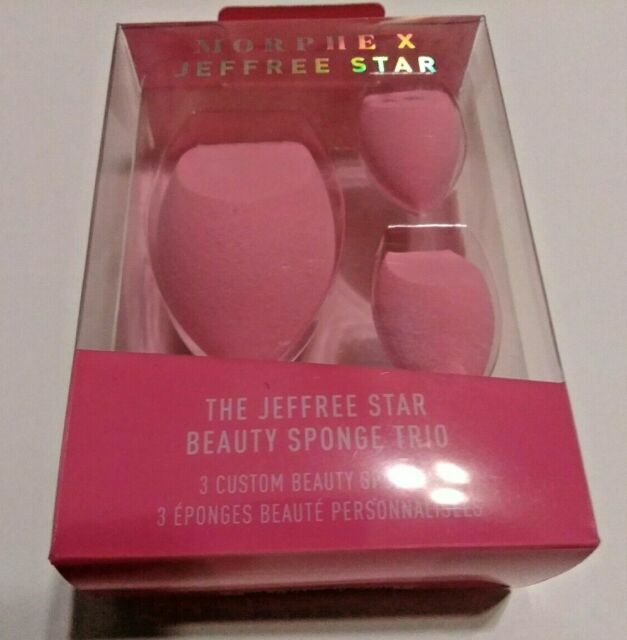 MORPHE X
JEFFREE STAR
THE JEFFREE STAR
BEAUTY SPONGE TRIO
3 CUSTOM BEAUTY
3 ÉPONGES BEAUTÉ PERSONNALISÉES